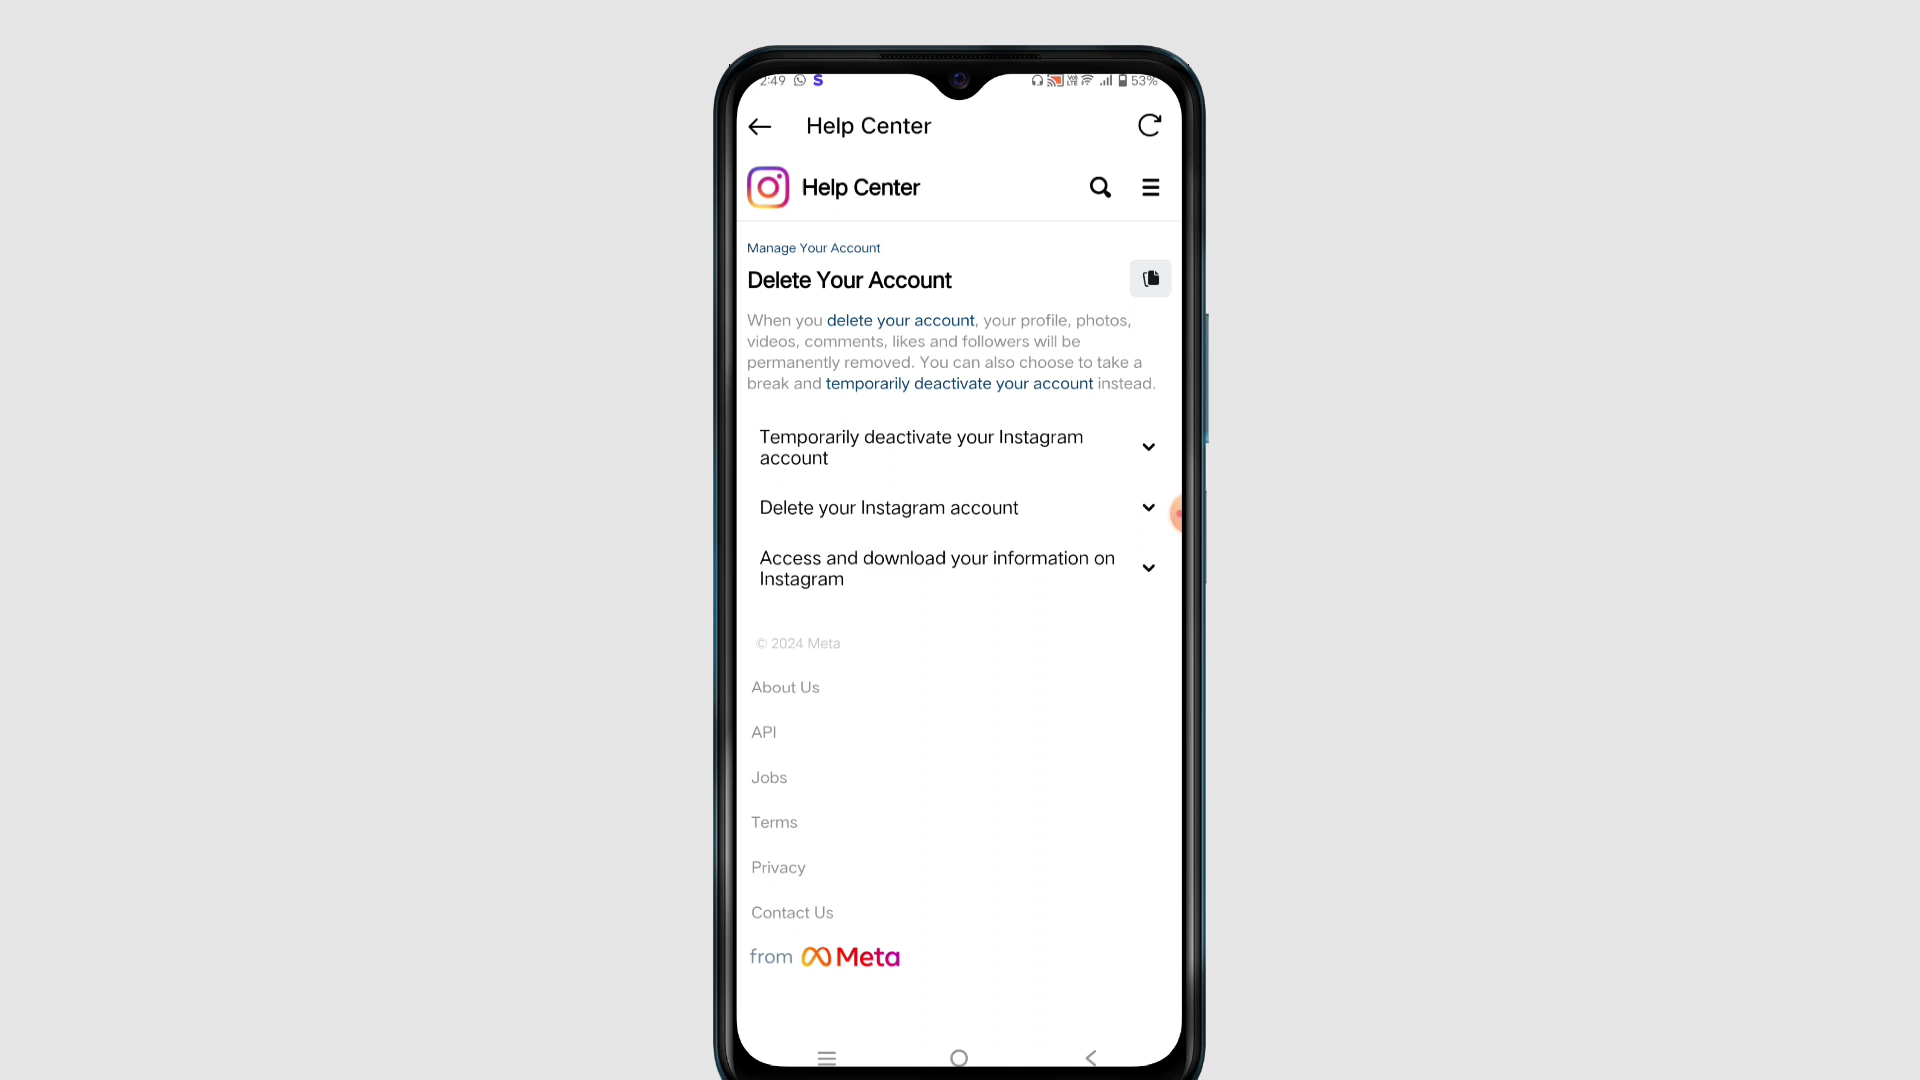 2:49 S 53%
Help Center
Help Center
Manage Your Account
Delete Your Account
When you delete your account, your profile, photos,
videos, comments, likes and followers will be
permanently removed. You can also choose to take a
break and temporarily deactivate your account instead.
Temporarily deactivate your Instagram
account
Delete your Instagram account
Access and download your information on
Instagram
© 2024 Meta
About Us
API
Jobs
Terms
Privacy
Contact Us
from Meta